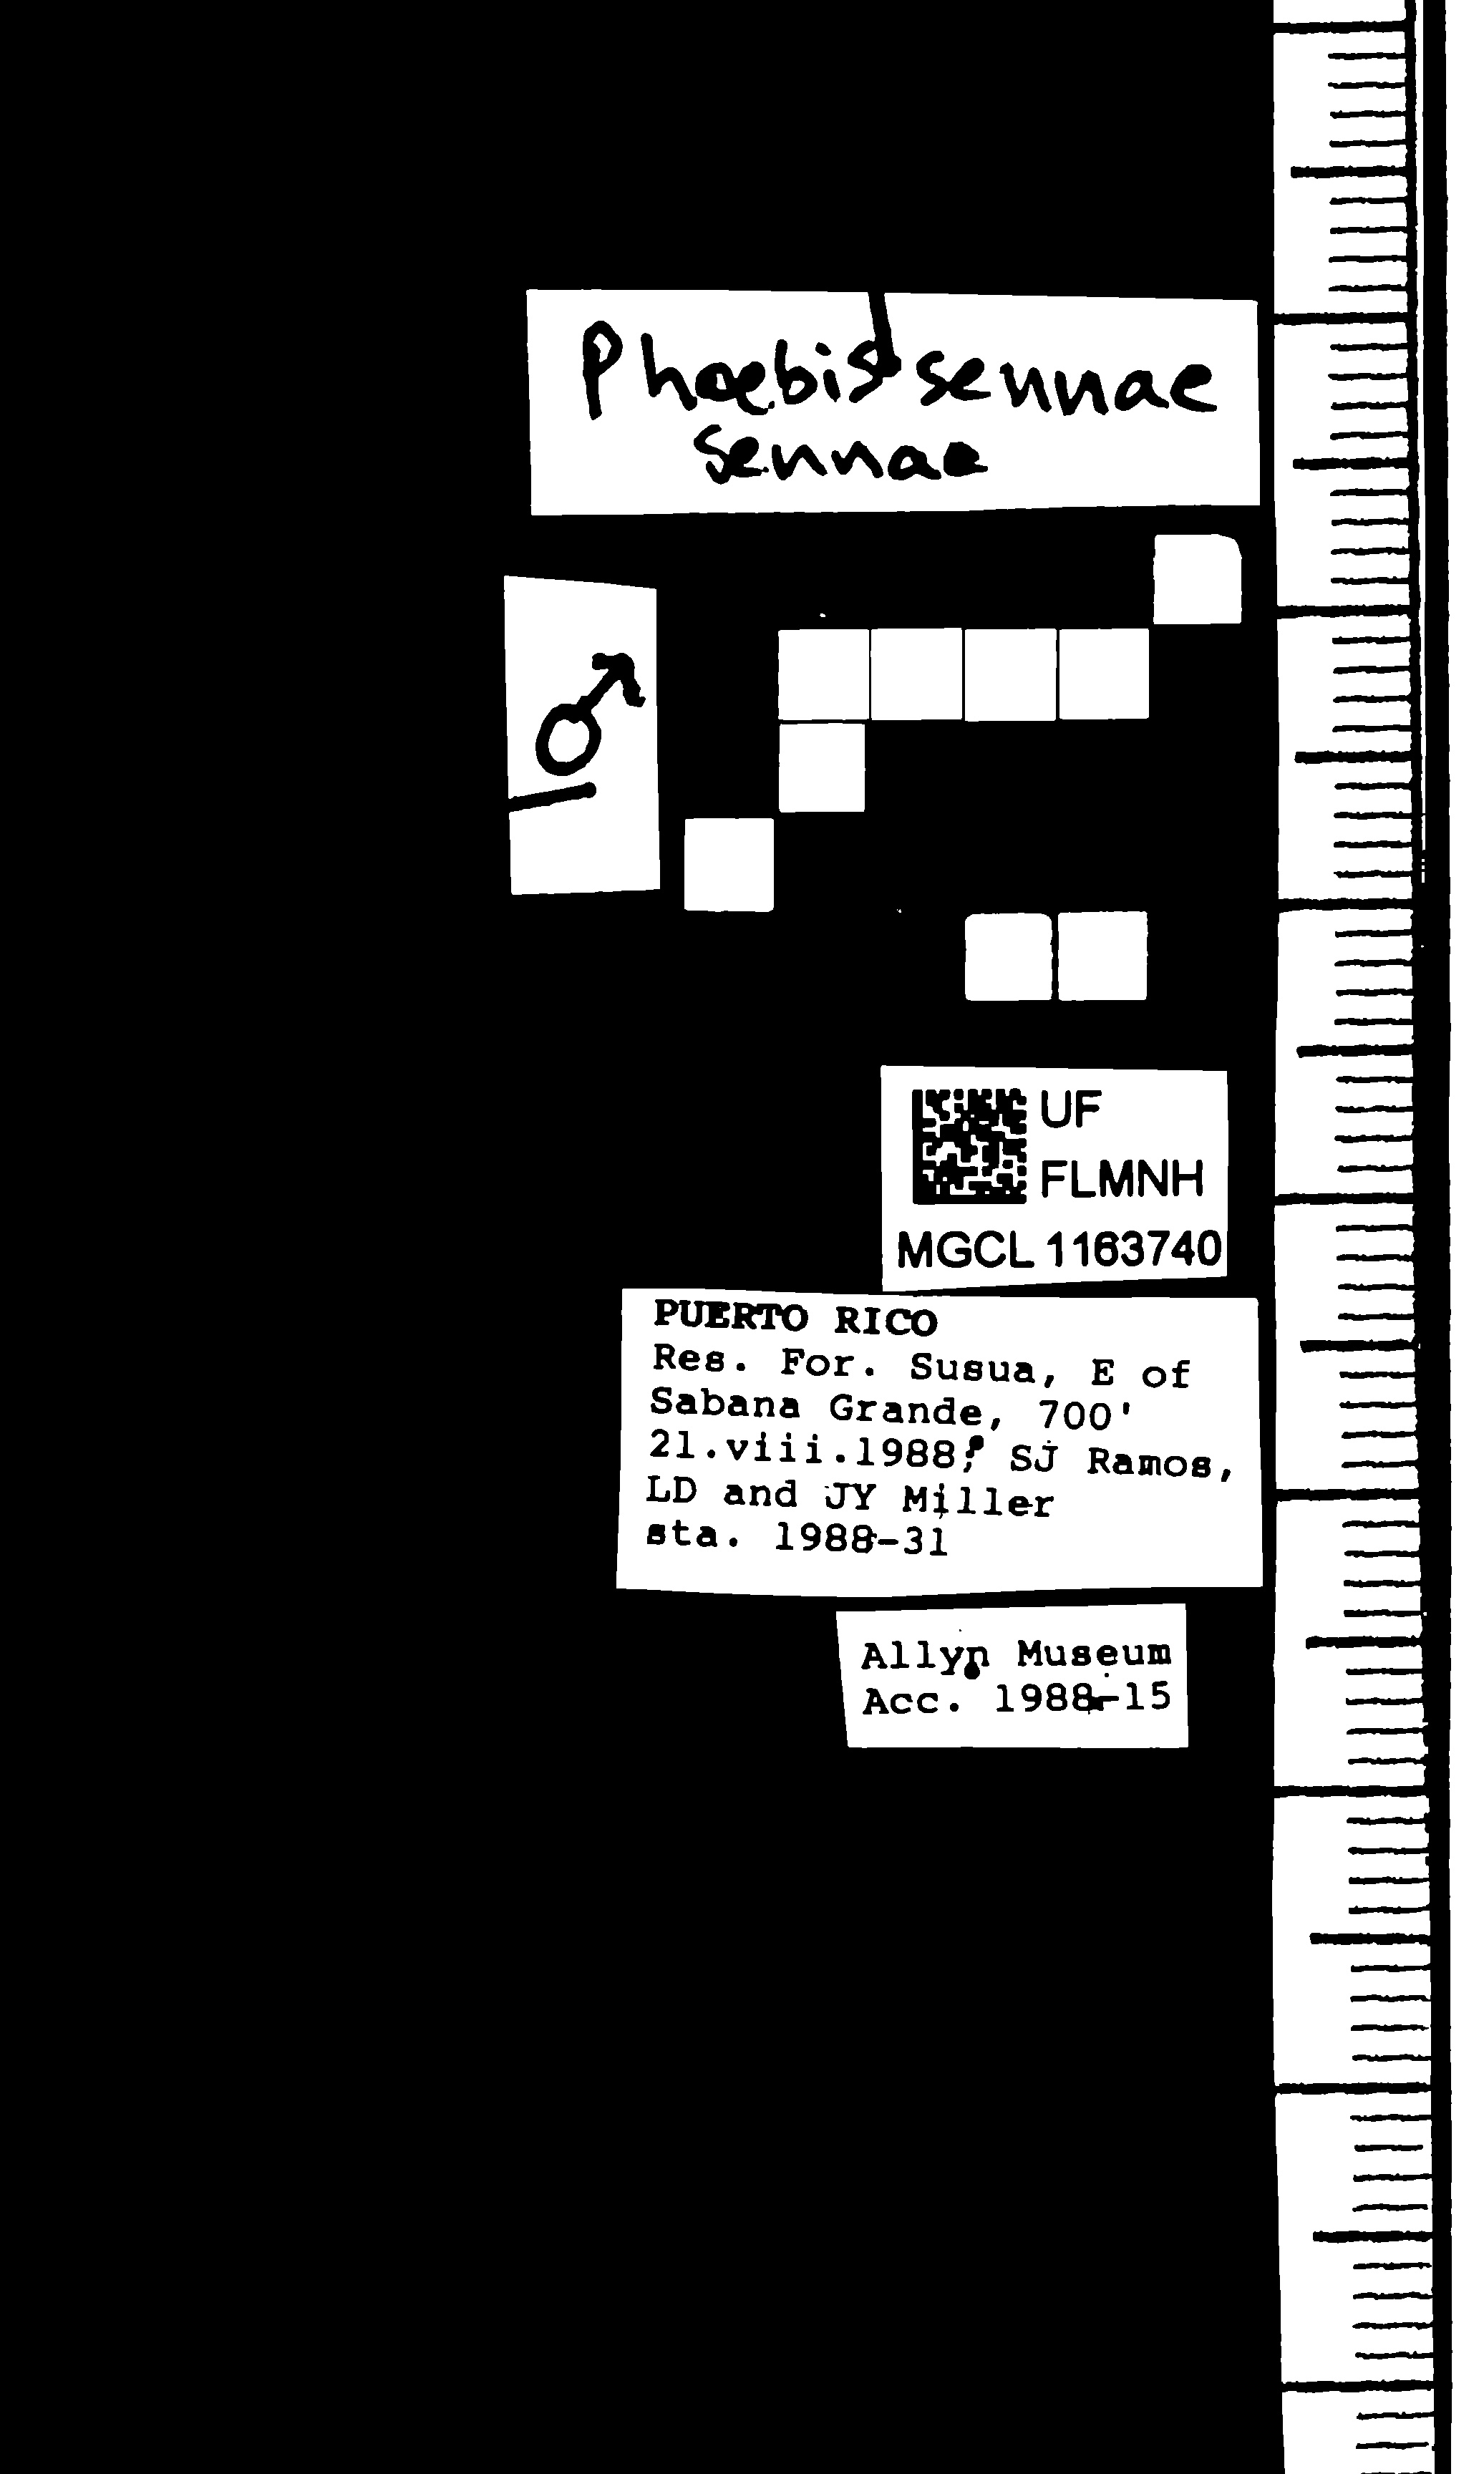 Phoebis sennae
sennae
♂
UF
FLMNH
MGCL 1163740
PUERTO RICO
Res. For. Susua, E of
Sabana Grande, 700'
21.viii.1988; SJ Ramos,
LD and JY Miller
sta. 1988-31
Allyn Museum
Acc. 1988-15